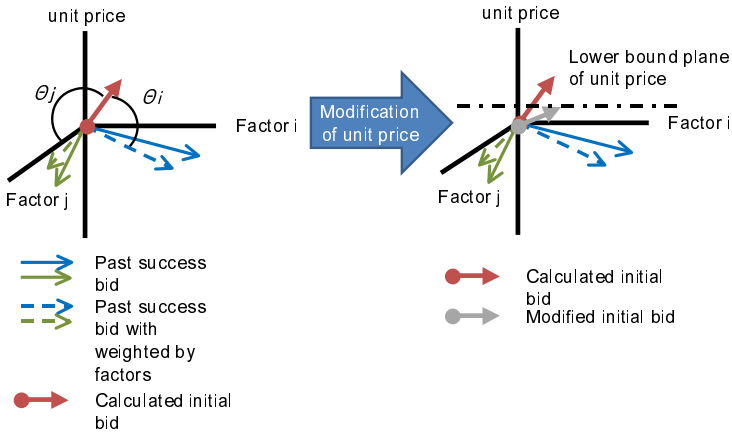 unit price
Θj
Θi
Factor i
Factor j
Modification
of unit price
unit price
Lower bound plane
of unit price
Factor i
Factor j
Past success
bid
Past success
bid with
weighted by
factors
Calculated initial
bid
Calculated initial
bid
Modified initial bid